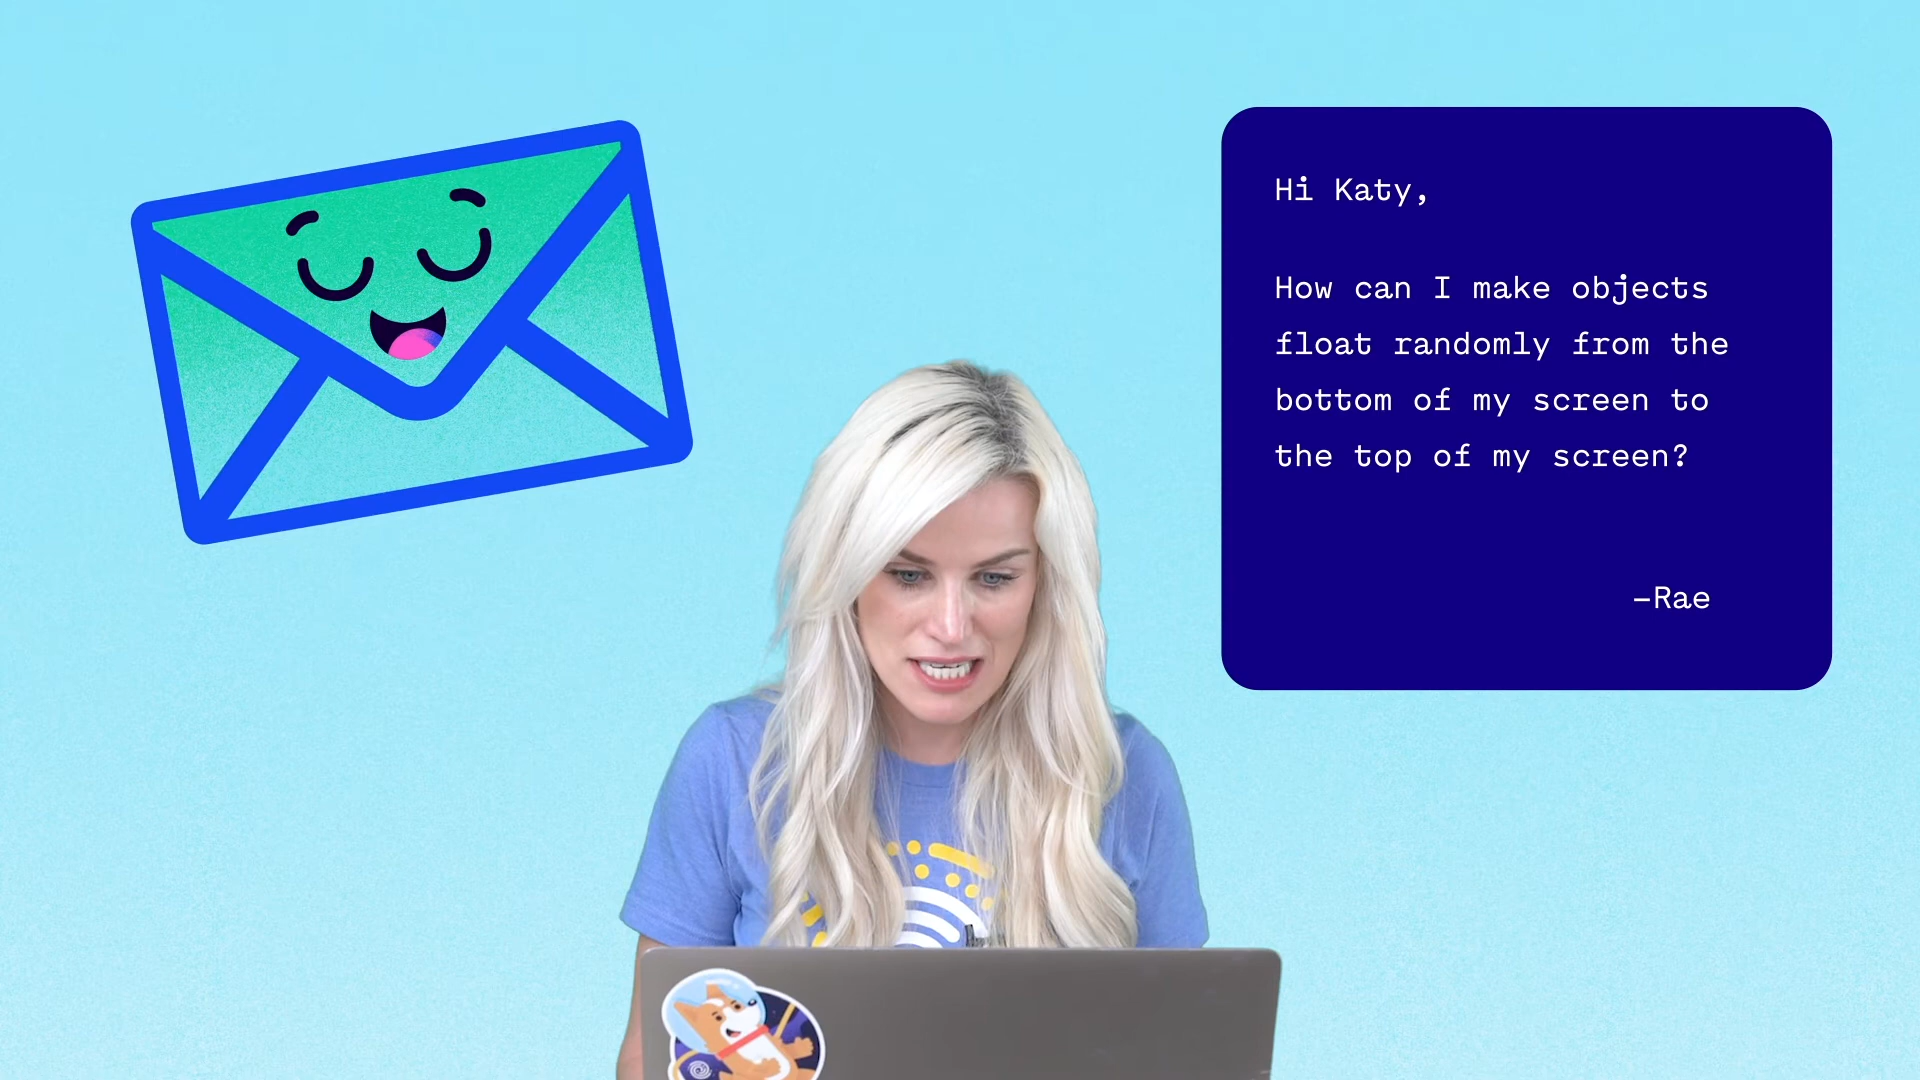 Hi Katy,
How can I make objects
float randomly from the
bottom of my screen to
the top of my screen?
–Rae